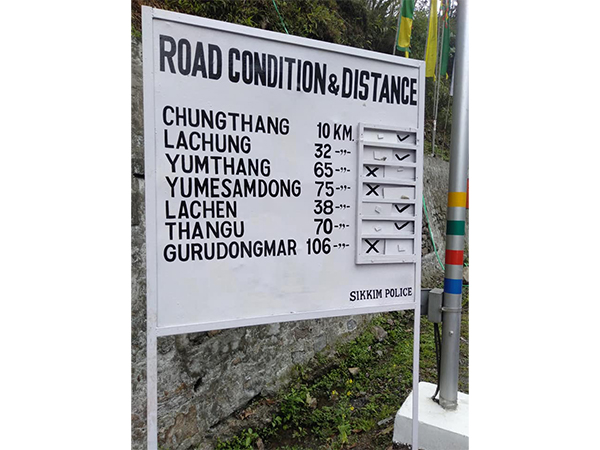 ROAD CONDITION & DISTANCE
CHUNGTHANG 10 KM.
LACHUNG 32 -〃-
YUMTHANG 65 -〃-
YUMESAMDONG 75 -〃-
LACHEN 38 -〃-
THANGU 70 -〃-
GURUDONGMAR 106 -〃-
SIKKIM POLICE